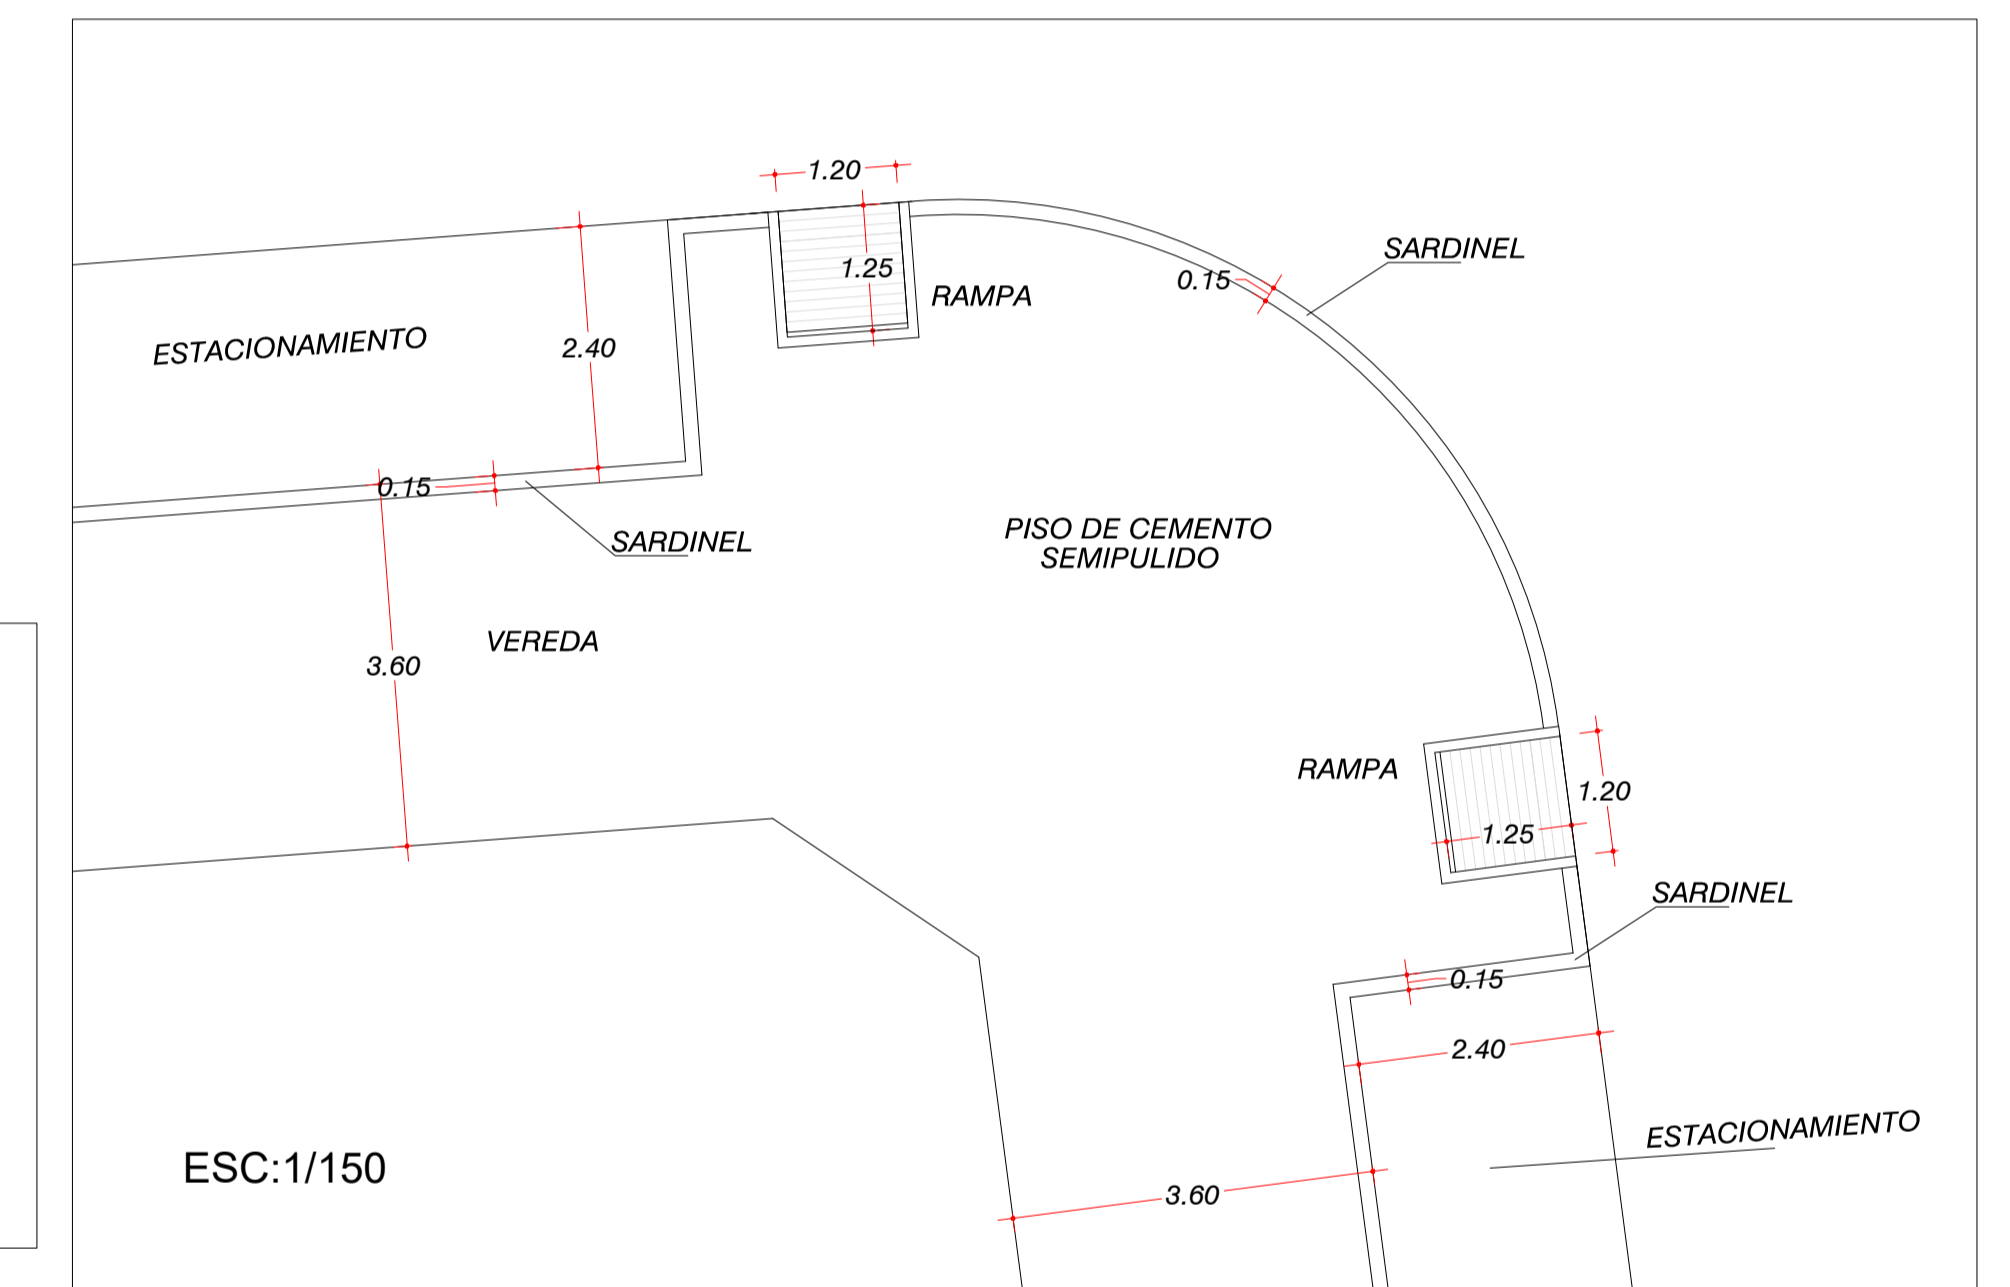 1.20
SARDINEL
1.25
0.15
RAMPA
ESTACIONAMIENTO
2.40
0.15
SARDINEL
PISO DE CEMENTO
SEMIPULIDO
VEREDA
3.60
RAMPA
1.20
1.25
SARDINEL
0.15
2.40
ESTACIONAMIENTO
ESC:1/150
3.60